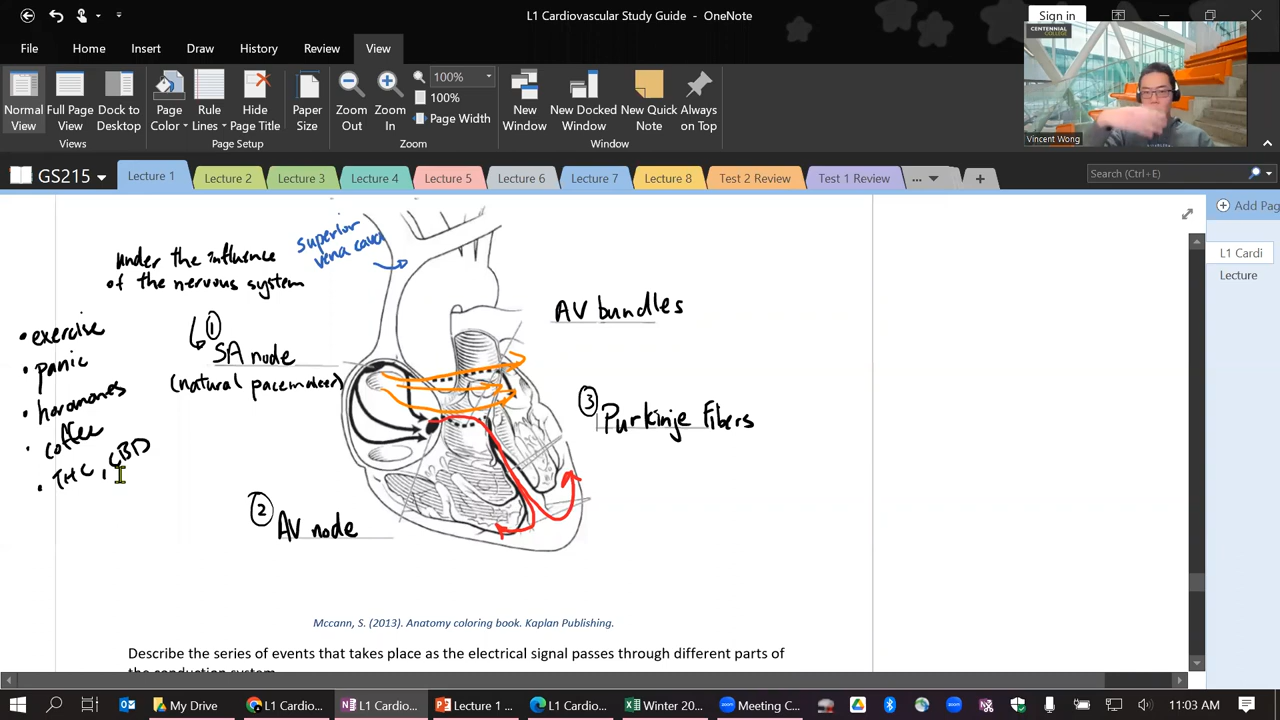 L1 Cardiovascular Study Guide - OneNote
Sign in
File
Home
Insert
Draw
History
Review
View
CENTENNIAL
COLLEGE
Vincent Wong
Normal
View
Full Page
View
Dock to
Desktop
Views
Page
Color
Rule
Lines
Hide
Page Title
Page Setup
Paper
Size
Zoom
Out
Zoom
In
100%
100%
Page Width
Zoom
New
Window
New Docked
Window
New Quick
Note
Always
on Top
Window
GS215
Lecture 1
Lecture 2
Lecture 3
Lecture 4
Lecture 5
Lecture 6
Lecture 7
Lecture 8
Test 2 Review
Test 1 Review
...
Search (Ctrl+E)
Add Pag
L1 Cardi
Lecture
under the influence
of the nervous system
superior
vena cava
• exercise
• panic
• horomones
• coffee
• THC, CBD
①
SA node
(natural pacemaker)
AV bundles
③
Purkinje Fibers
②
AV node
Mccann, S. (2013). Anatomy coloring book. Kaplan Publishing.
Describe the series of events that takes place as the electrical signal passes through different parts of
the conduction system
My Drive
L1 Cardio...
L1 Cardio...
Lecture 1 ...
L1 Cardio...
Winter 20...
Meeting C...
11:03 AM